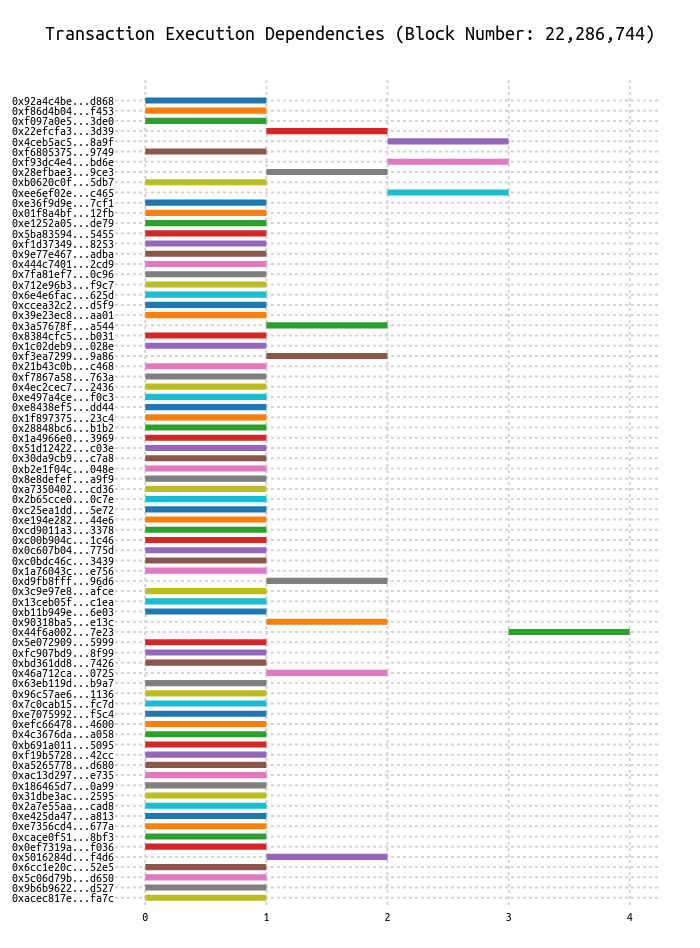 Transaction Execution Dependencies (Block Number: 22,286,744)
0x92a4c4be...d868
0xf86d4b04...f453
0xf097a0e5...3de0
0x22efcfa3...3d39
0x4ceb5ac5...8a9f
0xf6805375...9749
0xf93dc4e4...bd6e
0x28efbae3...9ce3
0xb0620c0f...5db7
0xee6ef02e...c465
0xe36f9d9e...7cf1
0x01f8a4bf...12fb
0xe1252a05...de79
0x5ba83594...5455
0xf1d37349...8253
0x9e77e467...adba
0x444c7401...2cd9
0x7fa81ef7...0c96
0x712e96b3...f9c7
0x6e4e6fac...625d
0xccea32c2...d5f9
0x39e23ec8...aa01
0x3a57678f...a544
0x8384cfc5...b031
0x1c02deb9...028e
0xf3ea7299...9a86
0x21b43c0b...c468
0xf7867a58...763a
0x4ec2cec7...2436
0xe497a4ce...f0c3
0xe8438ef5...dd44
0x1f897375...23c4
0x28848bc6...b1b2
0x1a4966e0...3969
0x51d12422...c03e
0x30da9cb9...c7a8
0xb2e1f04c...048e
0x8e8defef...a9f9
0xa7350402...cd36
0x2b65cce0...0c7e
0xc25ea1dd...5e72
0xe194e282...44e6
0xcd9011a3...3378
0xc00b904c...1c46
0x0c607b04...775d
0xc0bdc46c...3439
0x1a76043c...e756
0xd9fb8fff...96d6
0x3c9e97e8...afce
0x13ceb05f...c1ea
0xb11b949e...6e03
0x90318ba5...e13c
0x44f6a002...7e23
0x5e072909...5999
0xfc907bd9...8f99
0xbd361dd8...7426
0x46a712ca...0725
0x63eb119d...b9a7
0x96c57ae6...1136
0x7c0cab15...fc7d
0xe7075992...f5c4
0xefc66478...4600
0x4c3676da...a058
0xb691a011...5095
0xf19b5728...42cc
0xa5265778...d680
0xac13d297...e735
0x186465d7...0a99
0x31dbe3ac...2595
0x2a7e55aa...cad8
0xe425da47...a813
0xe7356cd4...677a
0xcace0f51...8bf3
0x0ef7319a...f036
0x5016284d...f4d6
0x6cc1e20c...52e5
0x5c06d79b...d650
0x9b6b9622...d527
0xacec817e...fa7c
0 1 2 3 4